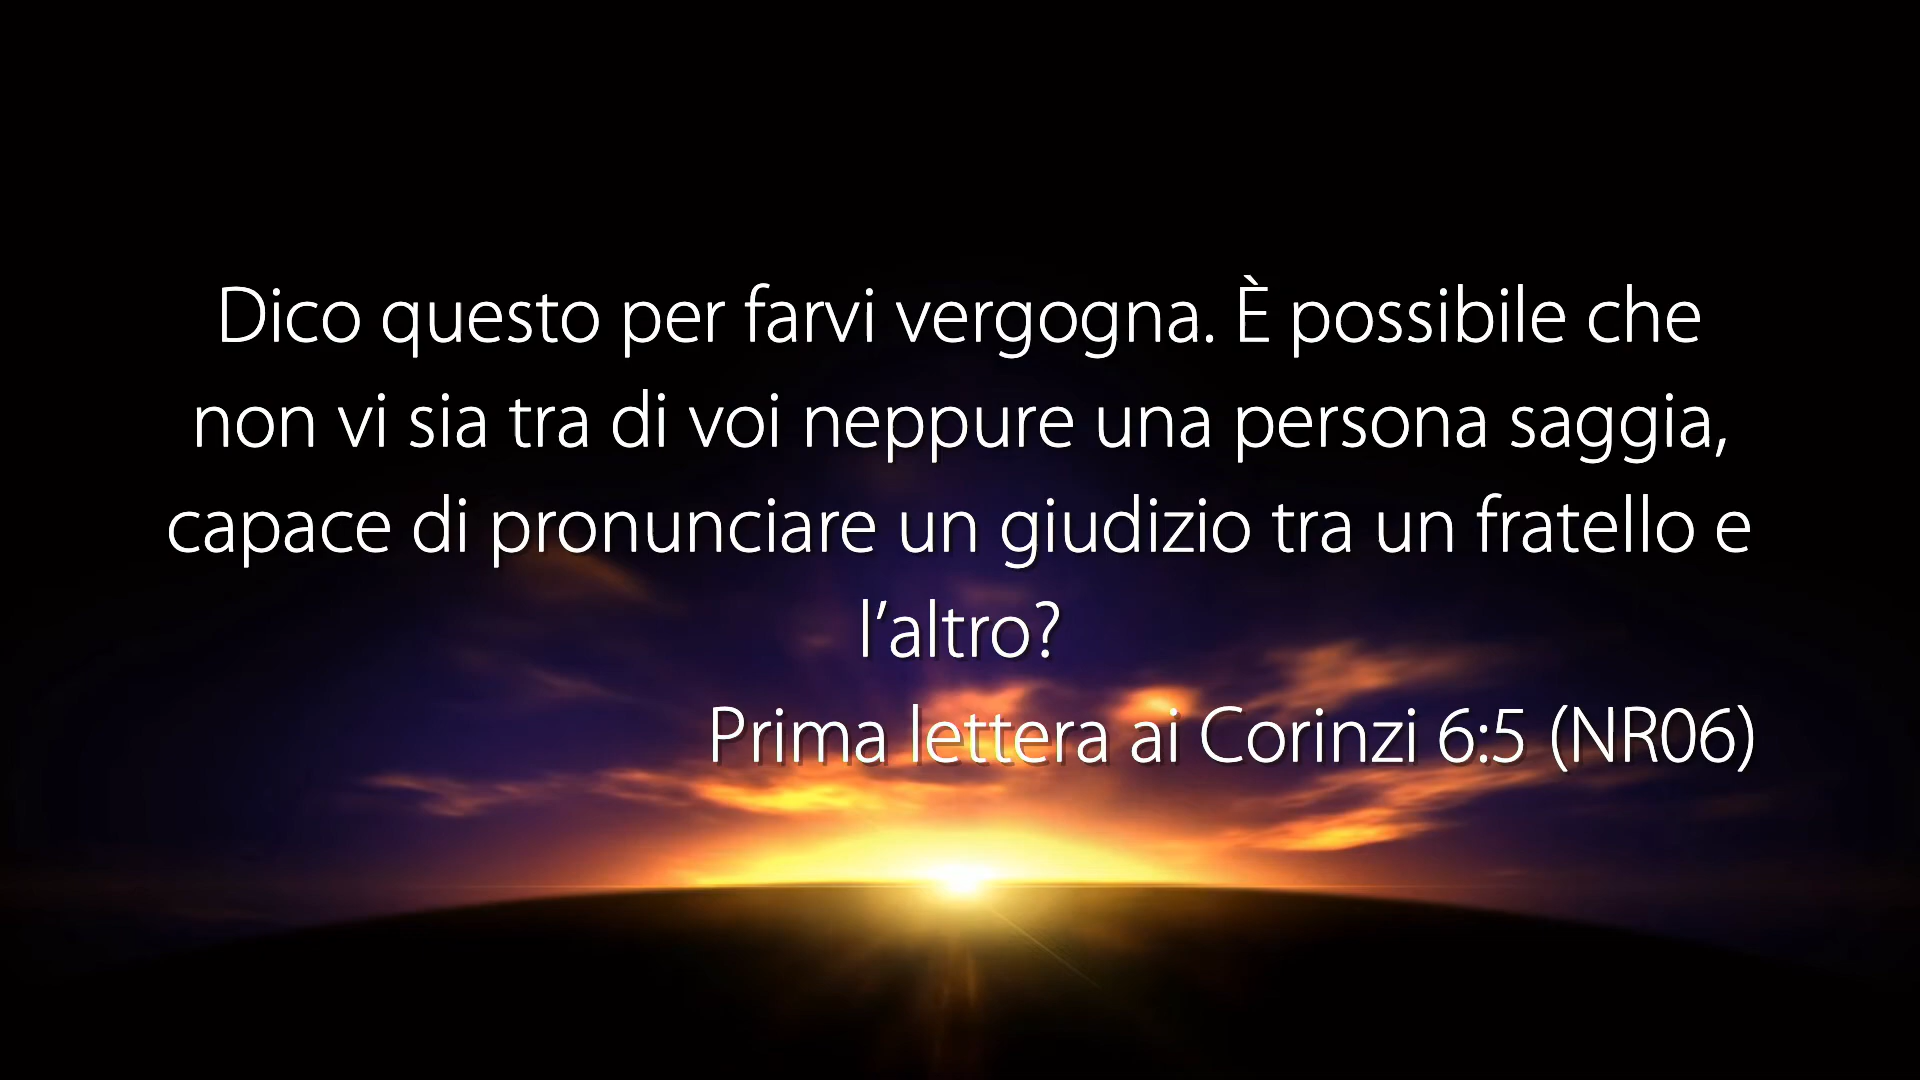 Dico questo per farvi vergogna. È possibile che
non vi sia tra di voi neppure una persona saggia,
capace di pronunciare un giudizio tra un fratello e
l’altro?
Prima lettera ai Corinzi 6:5 (NR06)